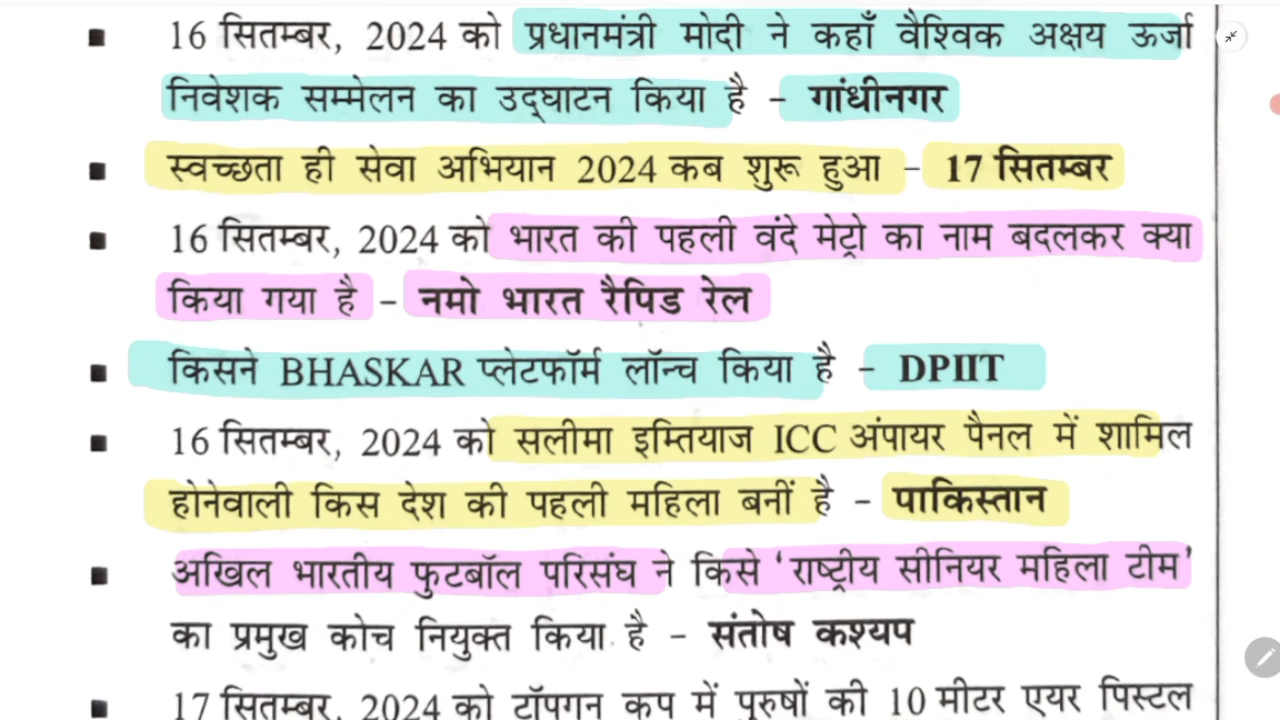 ▪ 16 सितम्बर, 2024 को प्रधानमंत्री मोदी ने कहाँ वैश्विक अक्षय ऊर्जा
निवेशक सम्मेलन का उद्घाटन किया है – गांधीनगर
▪ स्वच्छता ही सेवा अभियान 2024 कब शुरू हुआ – 17 सितम्बर
▪ 16 सितम्बर, 2024 को भारत की पहली वंदे मेट्रो का नाम बदलकर क्या
किया गया है – नमो भारत रैपिड रेल
▪ किसने BHASKAR प्लेटफॉर्म लॉन्च किया है – DPIIT
▪ 16 सितम्बर, 2024 को सलीमा इम्तियाज ICC अंपायर पैनल में शामिल
होनेवाली किस देश की पहली महिला बनीं है – पाकिस्तान
▪ अखिल भारतीय फुटबॉल परिसंघ ने किसे ‘राष्ट्रीय सीनियर महिला टीम’
का प्रमुख कोच नियुक्त किया है – संतोष कश्यप
▪ 17 सितम्बर, 2024 को टॉपगन कप में पुरुषों की 10 मीटर एयर पिस्टल